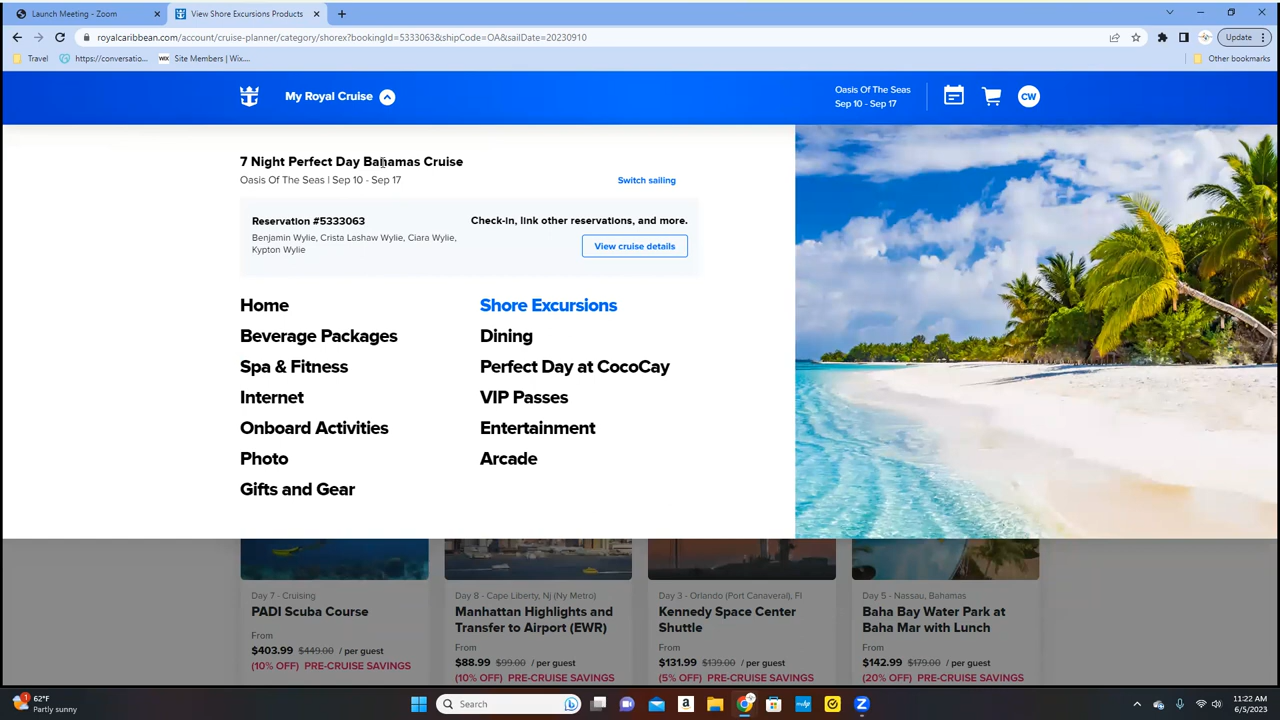 Launch Meeting - Zoom
View Shore Excursions Products
royalcaribbean.com/account/cruise-planner/category/shorex?bookingId=5333063&shipCode=OA&sailDate=20230910
Update
Travel
https://conversatio...
WIX
Site Members | Wix....
Other bookmarks
My Royal Cruise
Oasis Of The Seas
Sep 10 - Sep 17
CW
7 Night Perfect Day Bahamas Cruise
Oasis Of The Seas | Sep 10 - Sep 17
Switch sailing
Reservation #5333063
Check-in, link other reservations, and more.
Benjamin Wylie, Crista Lashaw Wylie, Ciara Wylie,
Kypton Wylie
View cruise details
Home
Shore Excursions
Beverage Packages
Dining
Spa & Fitness
Perfect Day at CocoCay
Internet
VIP Passes
Onboard Activities
Entertainment
Photo
Arcade
Gifts and Gear
Day 7 - Cruising
PADI Scuba Course
From
$403.99 $449.00 / per guest
(10% OFF) PRE-CRUISE SAVINGS
Day 8 - Cape Liberty, Nj (Ny Metro)
Manhattan Highlights and
Transfer to Airport (EWR)
From
$88.99 $99.00 / per guest
(10% OFF) PRE-CRUISE SAVINGS
Day 3 - Orlando (Port Canaveral), Fl
Kennedy Space Center
Shuttle
From
$131.99 $139.00 / per guest
(5% OFF) PRE-CRUISE SAVINGS
Day 5 - Nassau, Bahamas
Baha Bay Water Park at
Baha Mar with Lunch
From
$142.99 $179.00 / per guest
(20% OFF) PRE-CRUISE SAVINGS
1
62°F
Partly sunny
Search
11:22 AM
6/5/2023